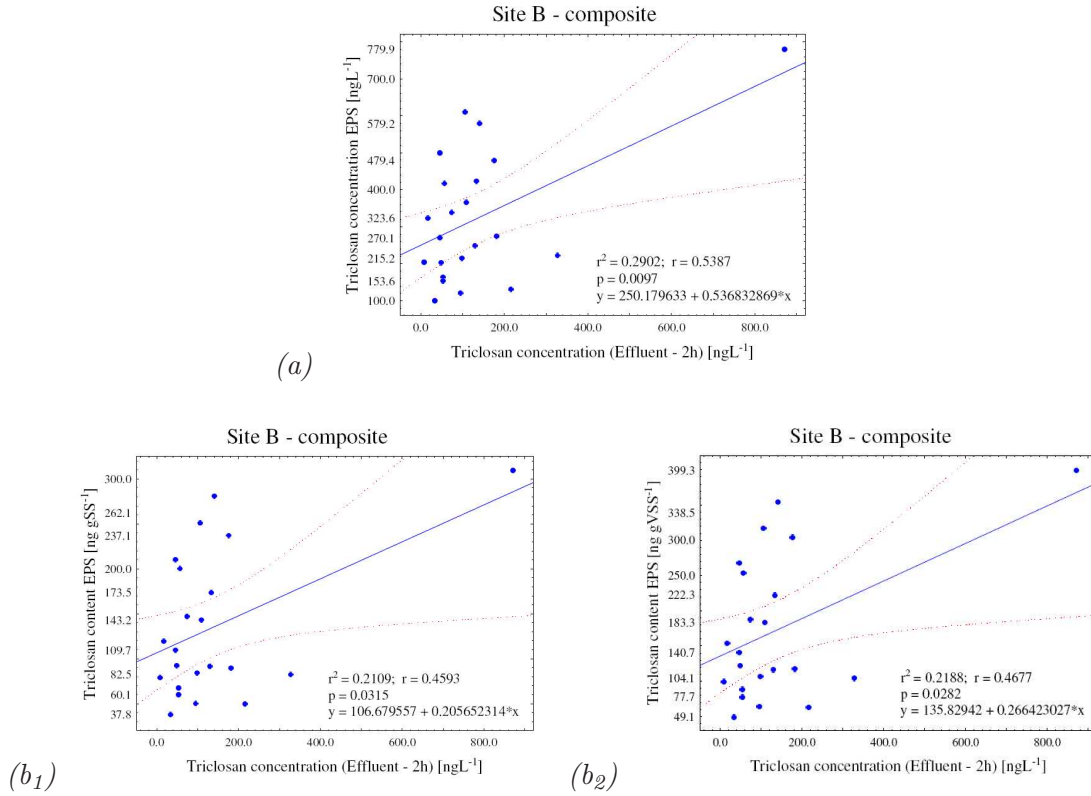 Site B - composite
Triclosan concentration EPS [ngL⁻¹]
779.9
700.0
579.2
479.4
400.0
323.6
270.1
215.2
153.6
100.0
r² = 0.2902; r = 0.5387
p = 0.0097
y = 250.179633 + 0.536832869*x
0.0 200.0 400.0 600.0 800.0
Triclosan concentration (Effluent - 2h) [ngL⁻¹]
(a)
Site B - composite
Triclosan content EPS [ng gSS⁻¹]
300.0
262.1
237.1
200.0
173.5
143.2
109.7
82.5
60.1
37.8
r² = 0.2109; r = 0.4593
p = 0.0315
y = 106.679557 + 0.205652314*x
0.0 200.0 400.0 600.0 800.0
Triclosan concentration (Effluent - 2h) [ngL⁻¹]
(b₁)
Site B - composite
Triclosan content EPS [ng gVSS⁻¹]
399.3
338.5
300.0
250.0
222.2
183.3
140.7
104.1
77.7
49.1
r² = 0.2188; r = 0.4677
p = 0.0282
y = 135.82942 + 0.266423027*x
0.0 200.0 400.0 600.0 800.0
Triclosan concentration (Effluent - 2h) [ngL⁻¹]
(b₂)